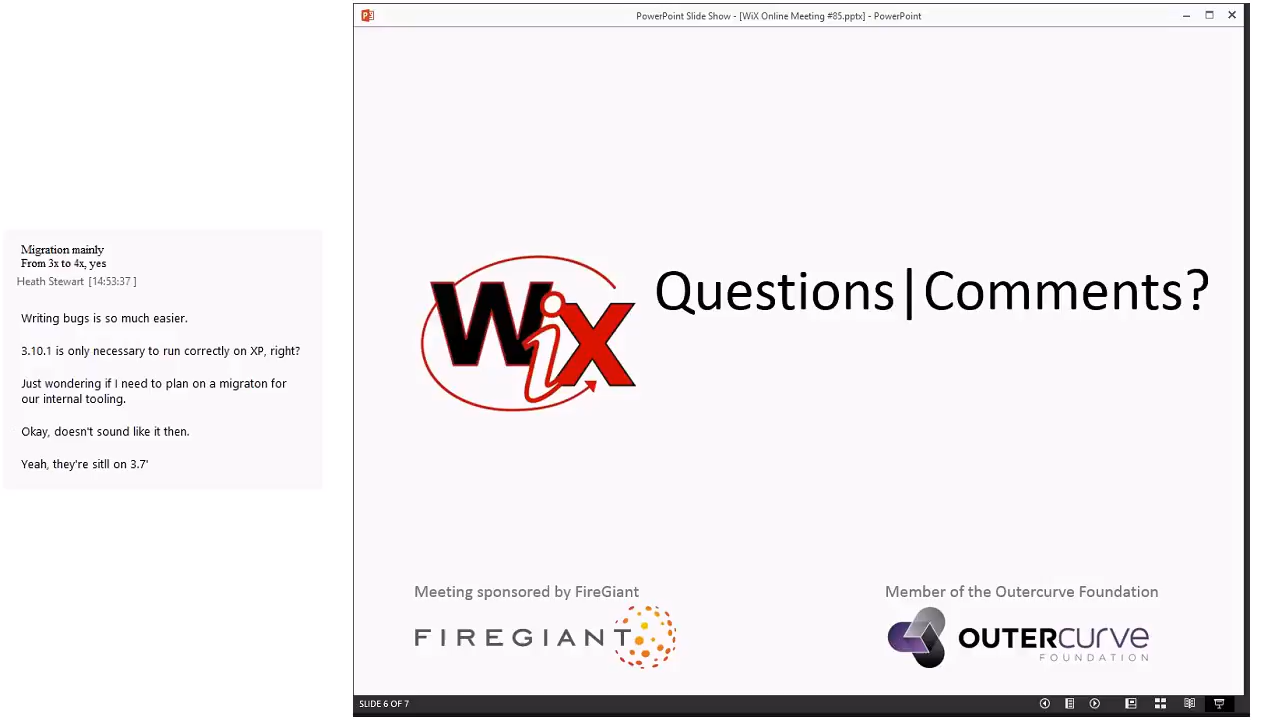 PowerPoint Slide Show - [WiX Online Meeting #85.pptx] - PowerPoint
Migration mainly
From 3x to 4x, yes
Heath Stewart [14:53:37 ]
Writing bugs is so much easier.
3.10.1 is only necessary to run correctly on XP, right?
Just wondering if I need to plan on a migraton for
our internal tooling.
Okay, doesn't sound like it then.
Yeah, they're sitll on 3.7'
WiX
Questions|Comments?
Meeting sponsored by FireGiant
FIREGIANT
Member of the Outercurve Foundation
OUTERCURVE
FOUNDATION
SLIDE 6 OF 7